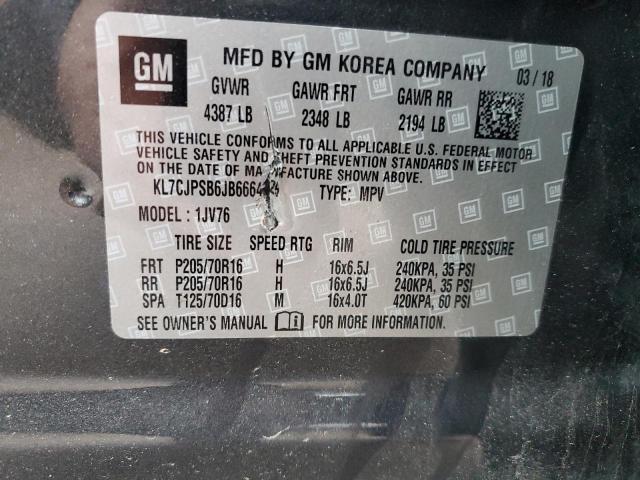 GM
MFD BY GM KOREA COMPANY
03 / 18
GVWR GAWR FRT GAWR RR
4387 LB 2348 LB 2194 LB
THIS VEHICLE CONFORMS TO ALL APPLICABLE U.S. FEDERAL MOTOR
VEHICLE SAFETY AND THEFT PREVENTION STANDARDS IN EFFECT
ON THE DATE OF MANUFACTURE SHOWN ABOVE.
TYPE: MPV
MODEL : 1JV76
TIRE SIZE SPEED RTG RIM COLD TIRE PRESSURE
FRT P205/70R16 H 16x6.5J 240KPA, 35 PSI
RR P205/70R16 H 16x6.5J 240KPA, 35 PSI
SPA T125/70D16 M 16x4.0T 420KPA, 60 PSI
SEE OWNER'S MANUAL FOR MORE INFORMATION.